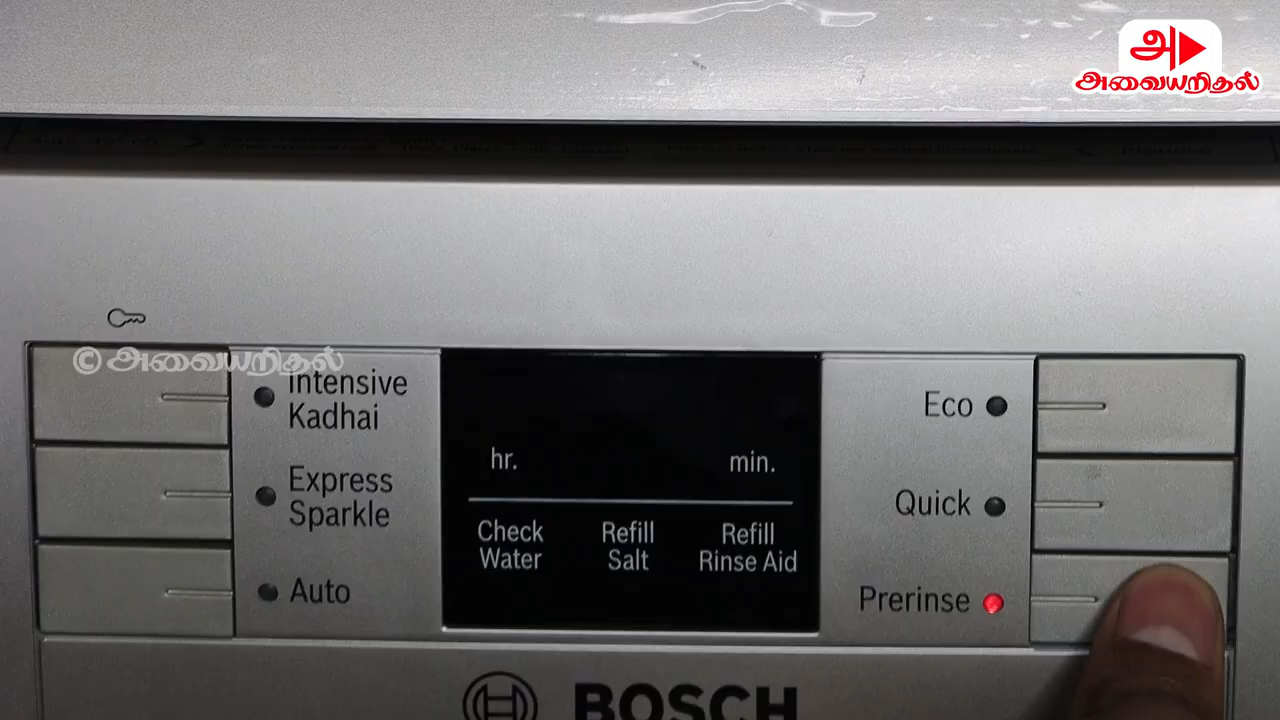 அ
அவையறிதல்
© அவையறிதல்
Intensive
Kadhai
Express
Sparkle
Auto
hr. min.
Check Water
Refill Salt
Refill Rinse Aid
Eco
Quick
Prerinse
BOSCH